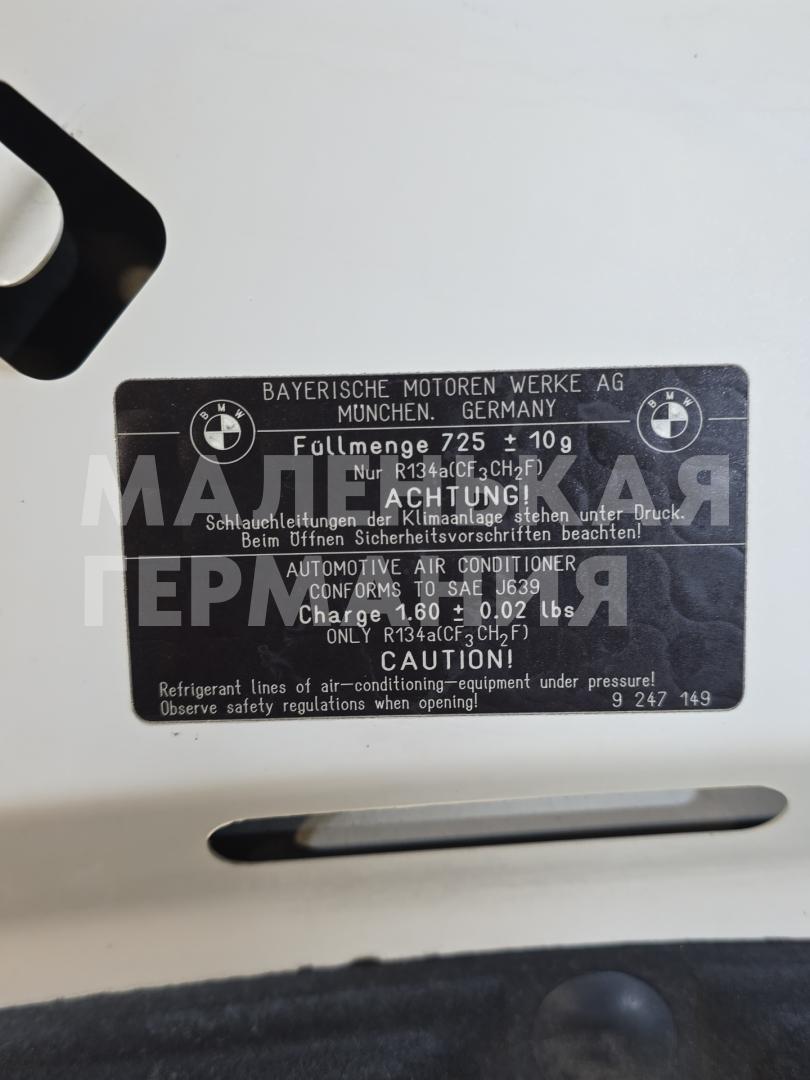 BAYERISCHE MOTOREN WERKE AG
MÜNCHEN. GERMANY
BMW
BMW
Füllmenge 725 ± 10g
Nur R134a(CF₃CH₂F)
ACHTUNG!
Schlauchleitungen der Klimaanlage stehen unter Druck.
Beim Öffnen Sicherheitsvorschriften beachten!
AUTOMOTIVE AIR CONDITIONER
CONFORMS TO SAE J639
Charge 1.60 ± 0.02 lbs
ONLY R134a(CF₃CH₂F)
CAUTION!
Refrigerant lines of air-conditioning-equipment under pressure!
Observe safety regulations when opening! 9 247 149
МАЛЕНЬКАЯ
ГЕРМАНИЯ